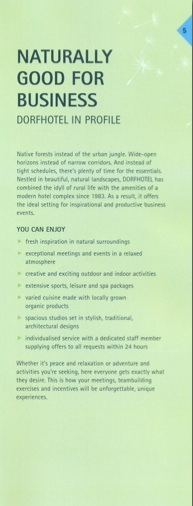 5
NATURALLY
GOOD FOR
BUSINESS
DORFHOTEL IN PROFILE
Native forests instead of the urban jungle. Wide-open
horizons instead of narrow corridors. And instead of
tight schedules, there's plenty of time for the essentials.
Nestled in beautiful, natural landscapes, DORFHOTEL has
combined the idyll of rural life with the amenities of a
modern hotel complex since 1983. As a result, it offers
the ideal setting for inspirational and productive business
events.
YOU CAN ENJOY
fresh inspiration in natural surroundings
exceptional meetings and events in a relaxed
atmosphere
creative and exciting outdoor and indoor activities
extensive sports, leisure and spa packages
varied cuisine made with locally grown
organic products
spacious studios set in stylish, traditional,
architectural designs
individualised service with a dedicated staff member
supplying offers to all requests within 24 hours
Whether it's peace and relaxation or adventure and
activities you're seeking, here everyone gets exactly what
they desire. This is how your meetings, teambuilding
exercises and incentives will be unforgettable, unique
experiences.